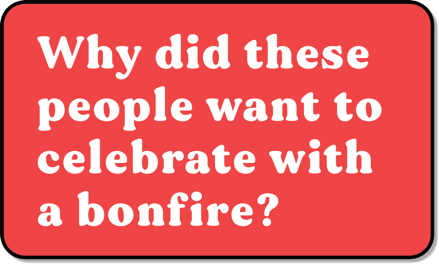 Why did these
people want to
celebrate with
a bonfire?